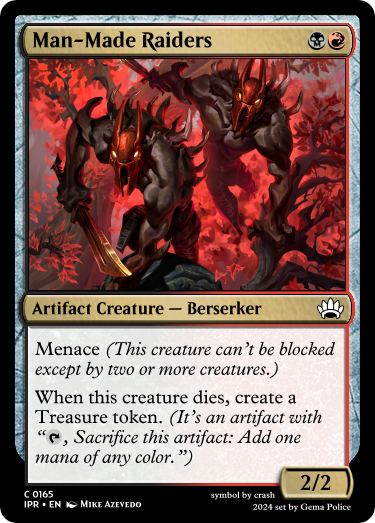 Man-Made Raiders
Artifact Creature — Berserker
Menace (This creature can't be blocked
except by two or more creatures.)
When this creature dies, create a
Treasure token. (It's an artifact with
“, Sacrifice this artifact: Add one
mana of any color.”)
2/2
C 0165
IPR • EN Mike Azevedo
symbol by crash
2024 set by Gema Police